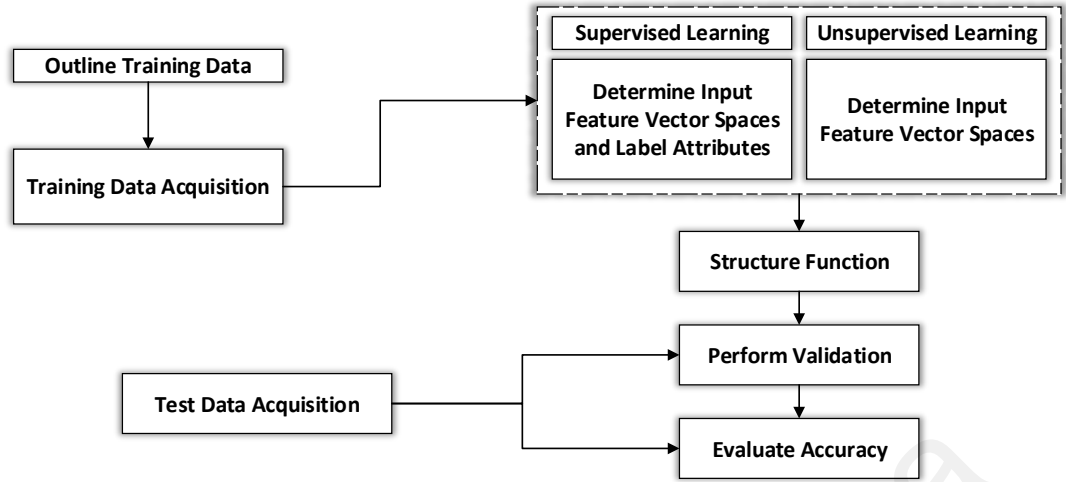 Outline Training Data
Training Data Acquisition
Supervised Learning
Determine Input
Feature Vector Spaces
and Label Attributes
Unsupervised Learning
Determine Input
Feature Vector Spaces
Structure Function
Perform Validation
Test Data Acquisition
Evaluate Accuracy